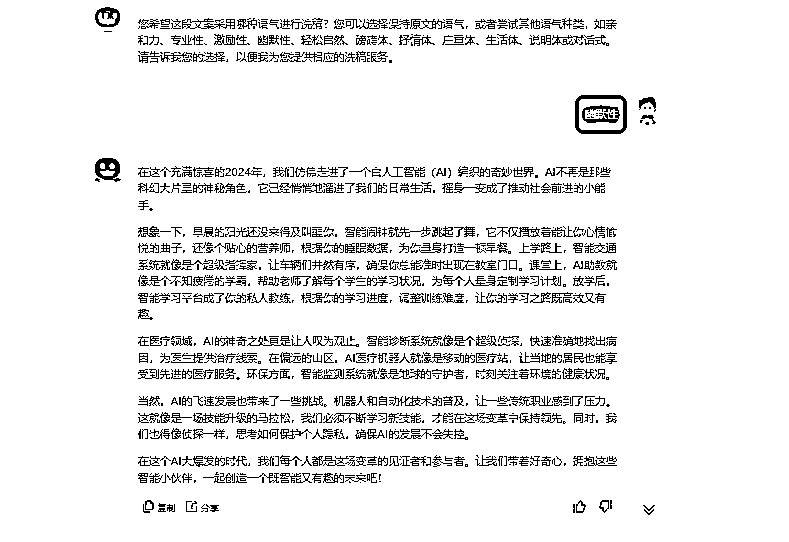 您希望这段文案采用哪种语气进行洗稿？您可以选择保持原文的语气，或者尝试其他语气种类，如亲
和力、专业性、激励性、幽默性、轻松自然、磅礴体、抒情体、庄重体、生活体、说明体或对话式。
请告诉我您的选择，以便我为您提供相应的洗稿服务。
幽默性
在这个充满惊喜的2024年，我们仿佛走进了一个由人工智能（AI）编织的奇妙世界。AI不再是那些
科幻大片里的神秘角色，它已经悄悄地溜进了我们的日常生活，摇身一变成了推动社会前进的小能
手。
想象一下，早晨的阳光还没来得及叫醒你，智能闹钟就先一步跳起了舞，它不仅播放着能让你心情愉
悦的曲子，还像个贴心的营养师，根据你的睡眠数据，为你量身打造一顿早餐。上学路上，智能交通
系统就像是个超级指挥家，让车辆们井然有序，确保你总能准时出现在教室门口。课堂上，AI助教就
像是个不知疲倦的学霸，帮助老师了解每个学生的学习状况，为每个人量身定制学习计划。放学后，
智能学习平台成了你的私人教练，根据你的学习进度，调整训练难度，让你的学习之路既高效又有
趣。
在医疗领域，AI的神奇之处更是让人叹为观止。智能诊断系统就像是个超级侦探，快速准确地找出病
因，为医生提供治疗线索。在偏远的山区，AI医疗机器人就像是移动的医疗站，让当地的居民也能享
受到先进的医疗服务。环保方面，智能监测系统就像是地球的守护者，时刻关注着环境的健康状况。
当然，AI的飞速发展也带来了一些挑战。机器人和自动化技术的普及，让一些传统职业感到了压力。
这就像是一场技能升级的马拉松，我们必须不断学习新技能，才能在这场变革中保持领先。同时，我
们也得像侦探一样，思考如何保护个人隐私，确保AI的发展不会失控。
在这个AI大爆发的时代，我们每个人都是这场变革的见证者和参与者。让我们带着好奇心，拥抱这些
智能小伙伴，一起创造一个既智能又有趣的未来吧！
复制 分享